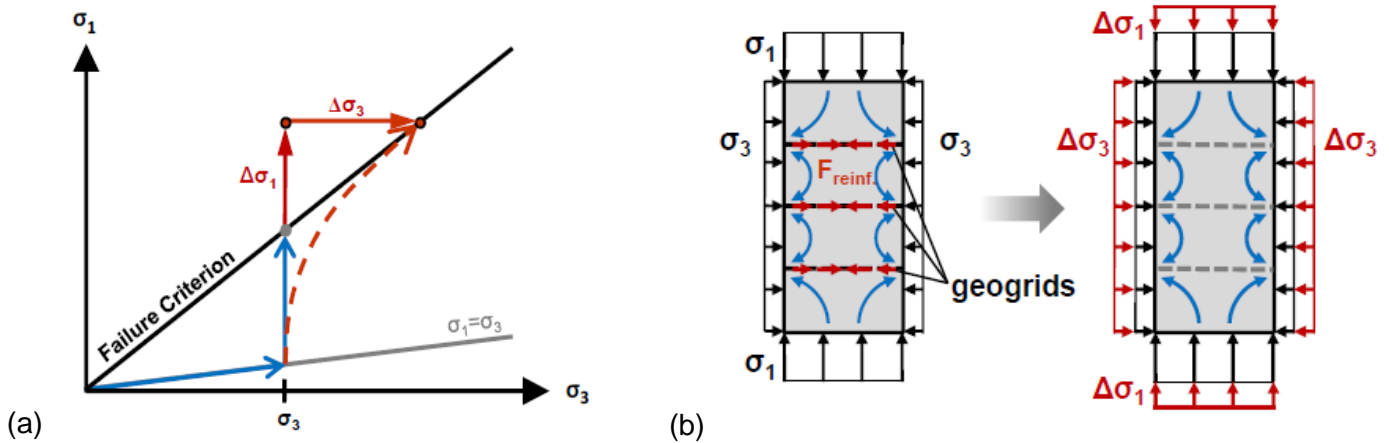 σ1
Δσ3
Δσ1
Failure Criterion
σ1=σ3
σ3
σ3
(a)
σ1
σ3
σ3
Freinf.
geogrids
σ1
(b)
Δσ1
Δσ3
Δσ3
Δσ1